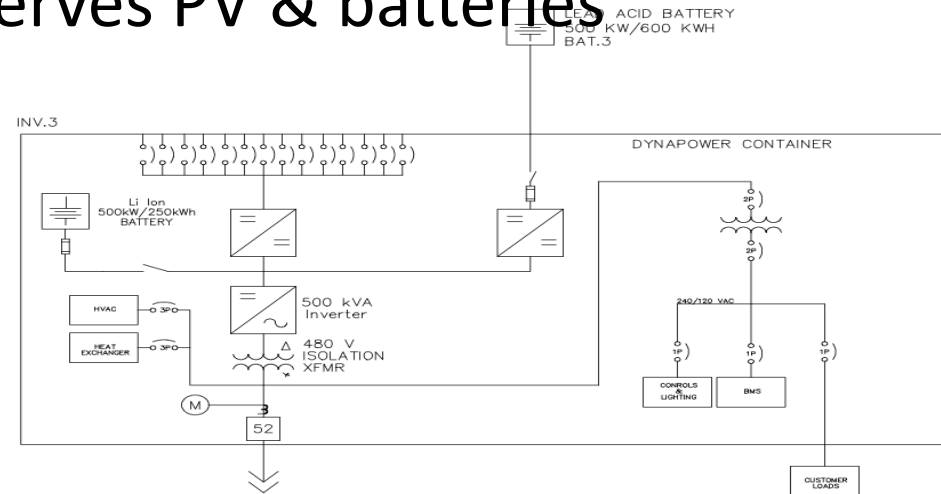 erves PV & batteries
LEAD ACID BATTERY
500 KW/600 KWH
BAT.3
INV.3
DYNAPOWER CONTAINER
Li Ion
500kW/250kWh
BATTERY
2P
2P
500 kVA
Inverter
240/120 VAC
HVAC
3P
HEAT
EXCHANGER
3P
480 V
ISOLATION
XFMR
1P
1P
1P
CONROLS
&
LIGHTING
BMS
M
3
52
CUSTOMER
LOADS